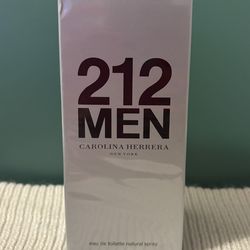 212
MEN
CAROLINA HERRERA
NEW YORK
eau de toilette natural spray